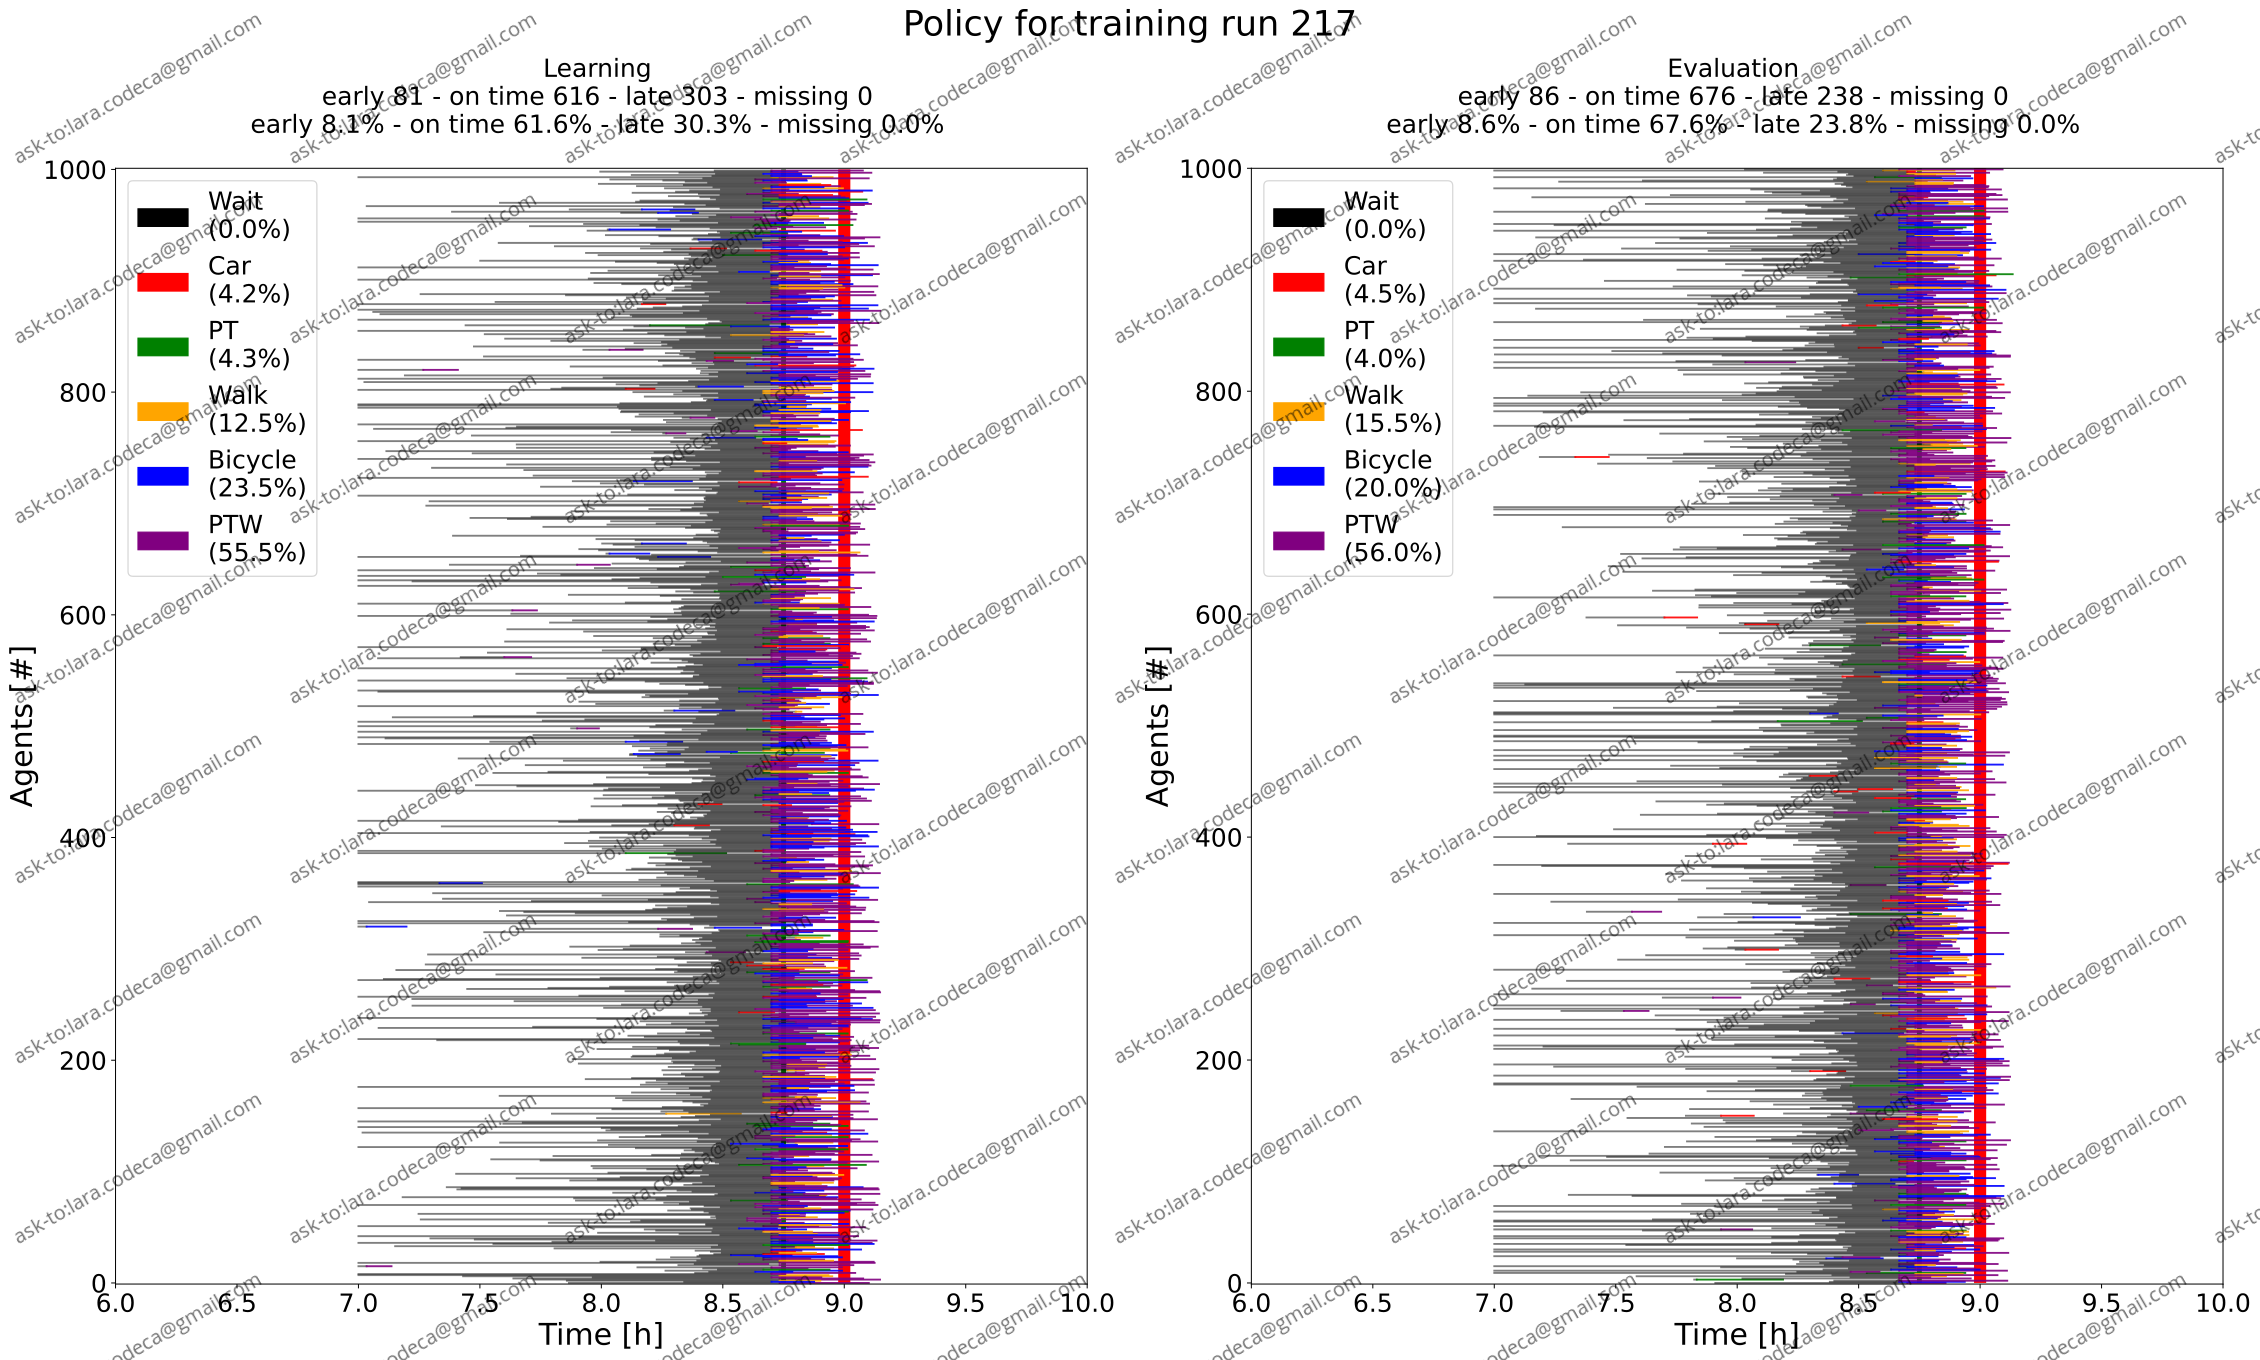 Policy for training run 217
Learning
early 81 - on time 616 - late 303 - missing 0
early 8.1% - on time 61.6% - late 30.3% - missing 0.0%
Evaluation
early 86 - on time 676 - late 238 - missing 0
early 8.6% - on time 67.6% - late 23.8% - missing 0.0%
Agents [#]
1000
800
600
400
200
0
Wait
(0.0%)
Car
(4.2%)
PT
(4.3%)
Walk
(12.5%)
Bicycle
(23.5%)
PTW
(55.5%)
6.0 6.5 7.0 7.5 8.0 8.5 9.0 9.5 10.0
Time [h]
Agents [#]
1000
800
600
400
200
0
Wait
(0.0%)
Car
(4.5%)
PT
(4.0%)
Walk
(15.5%)
Bicycle
(20.0%)
PTW
(56.0%)
6.0 6.5 7.0 7.5 8.0 8.5 9.0 9.5 10.0
Time [h]
ask-to:lara.codeca@gmail.com